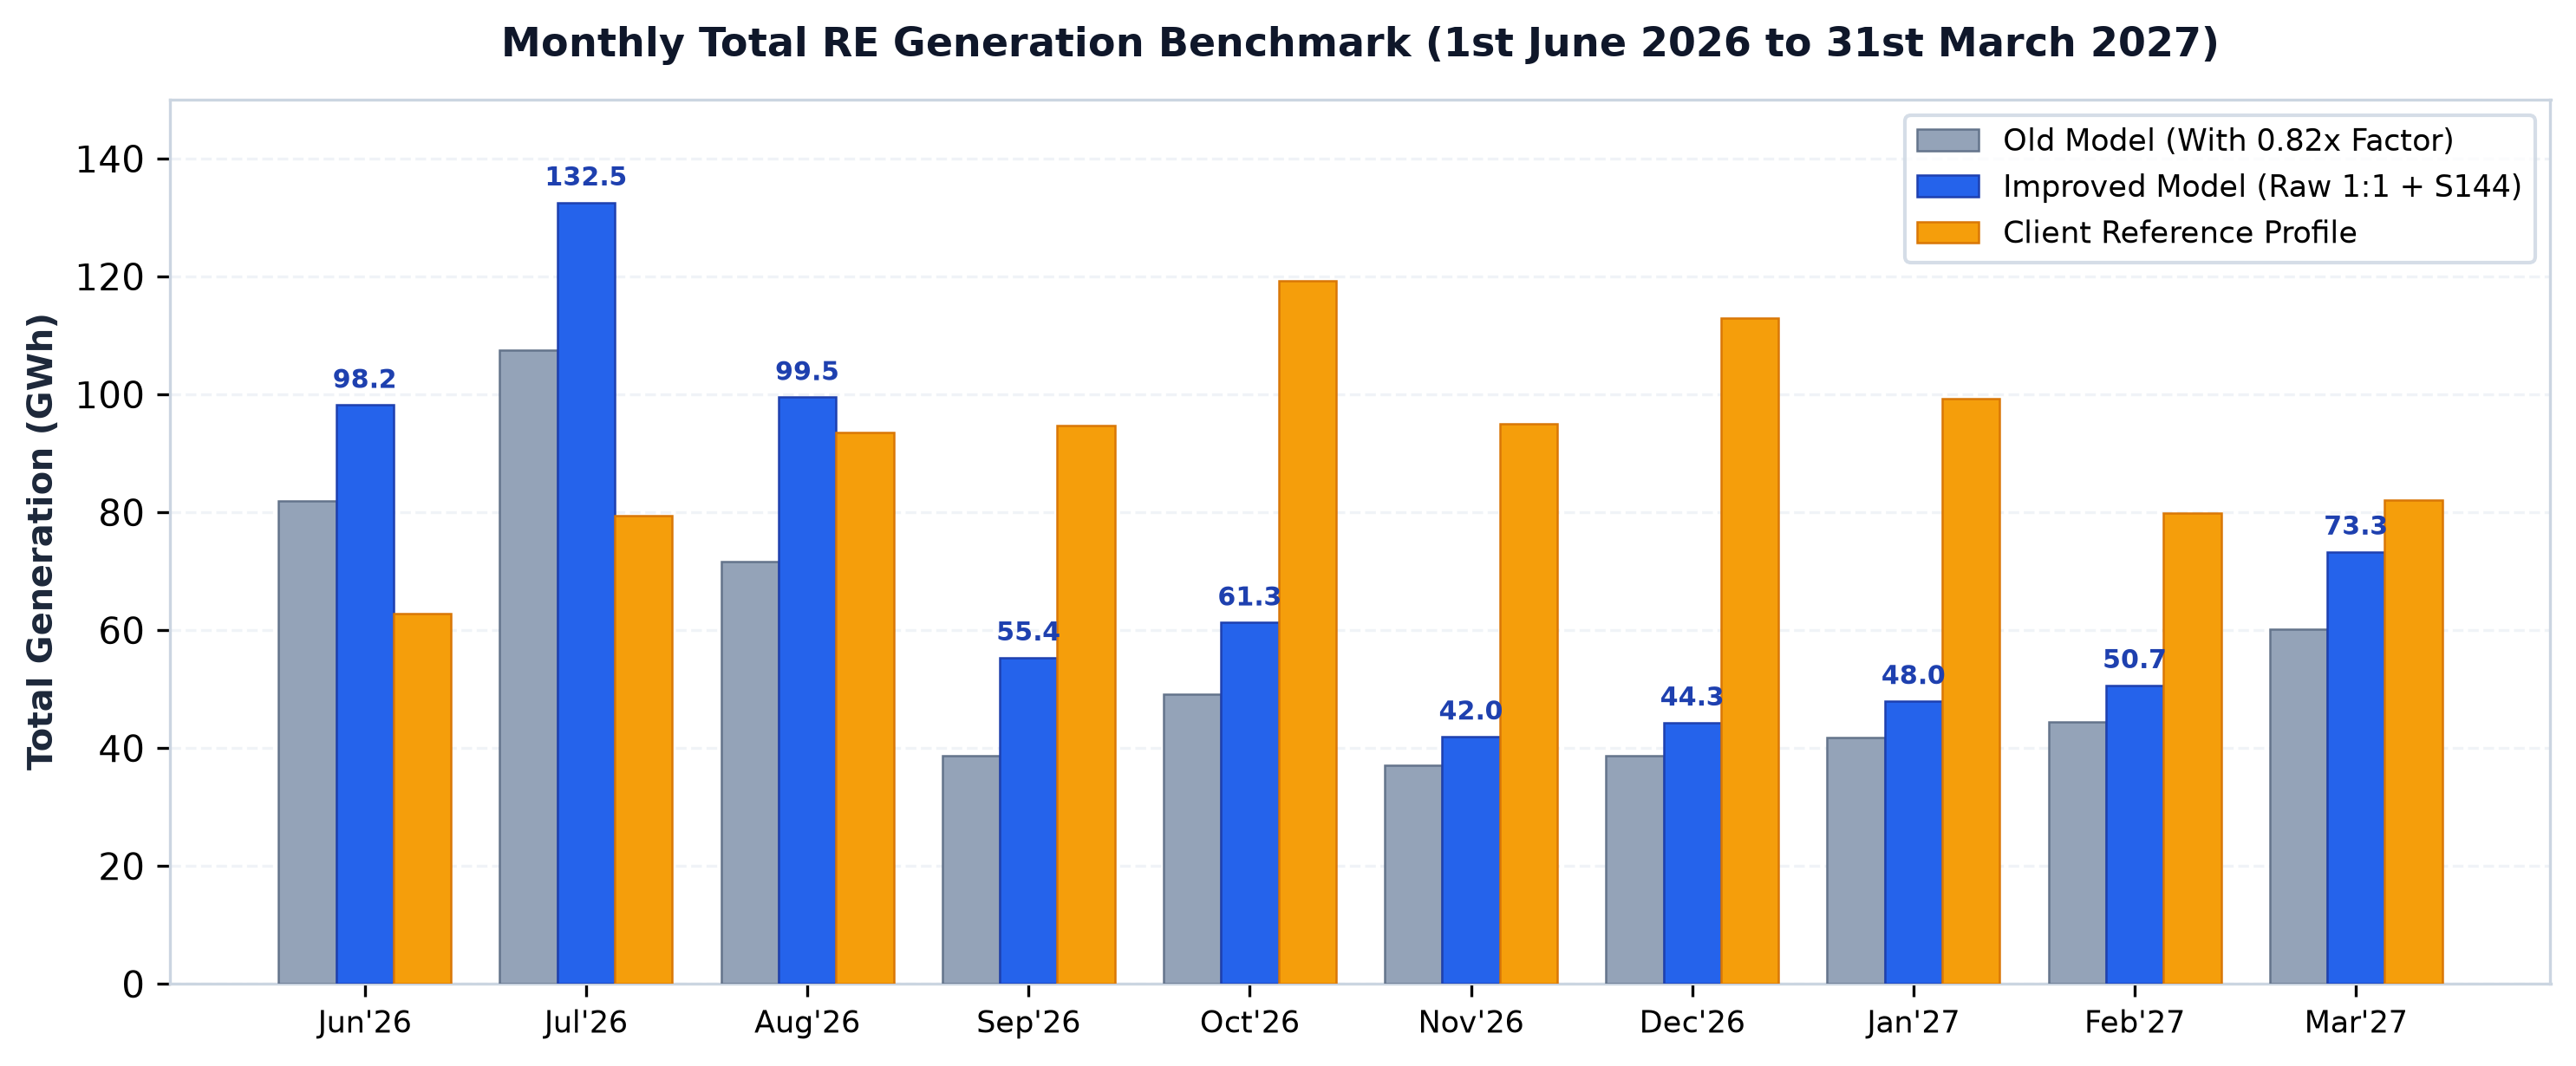 Monthly Total RE Generation Benchmark (1st June 2026 to 31st March 2027)
Old Model (With 0.82x Factor)
Improved Model (Raw 1:1 + S144)
Client Reference Profile
Total Generation (GWh)
140
120
100
80
60
40
20
0
98.2
132.5
99.5
55.4
61.3
42.0
44.3
48.0
50.7
73.3
Jun'26
Jul'26
Aug'26
Sep'26
Oct'26
Nov'26
Dec'26
Jan'27
Feb'27
Mar'27